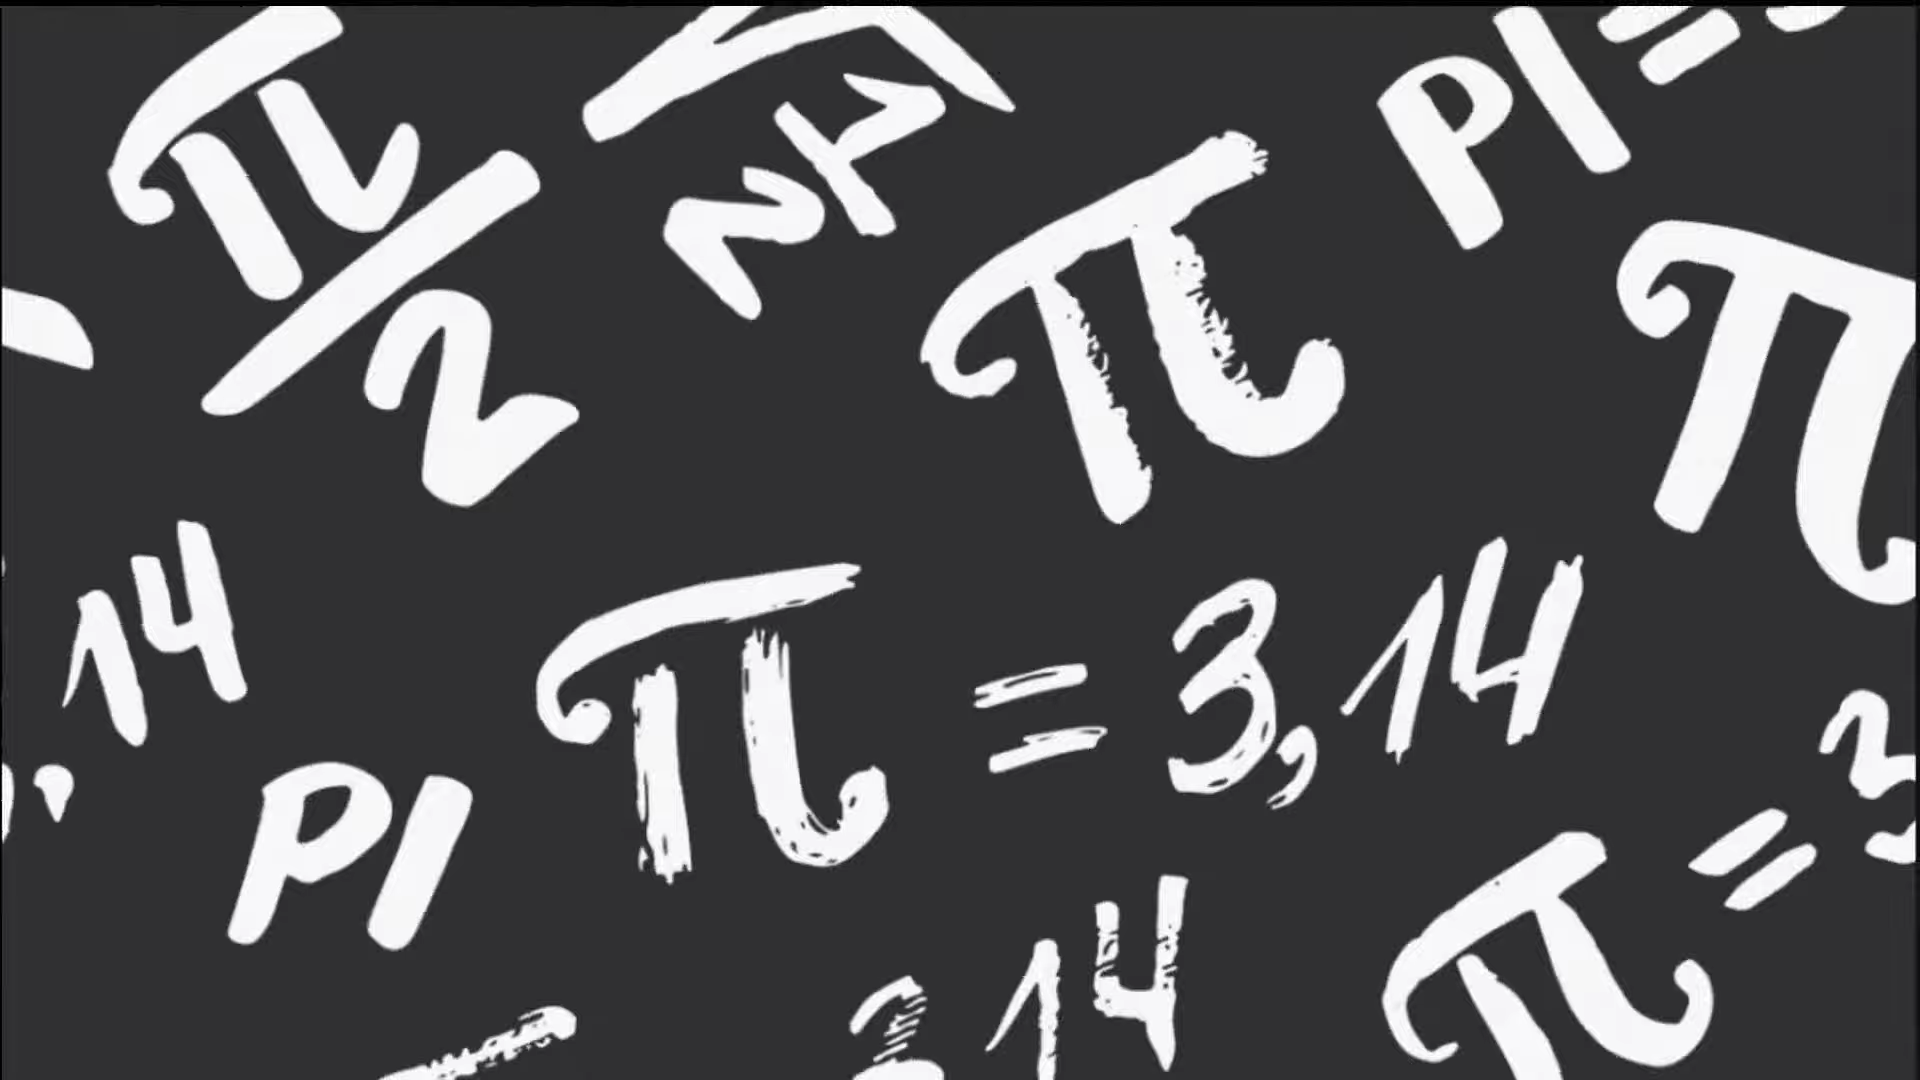 π/2
PI =
π
π
,14
π = 3,14
PI
π =
3 14